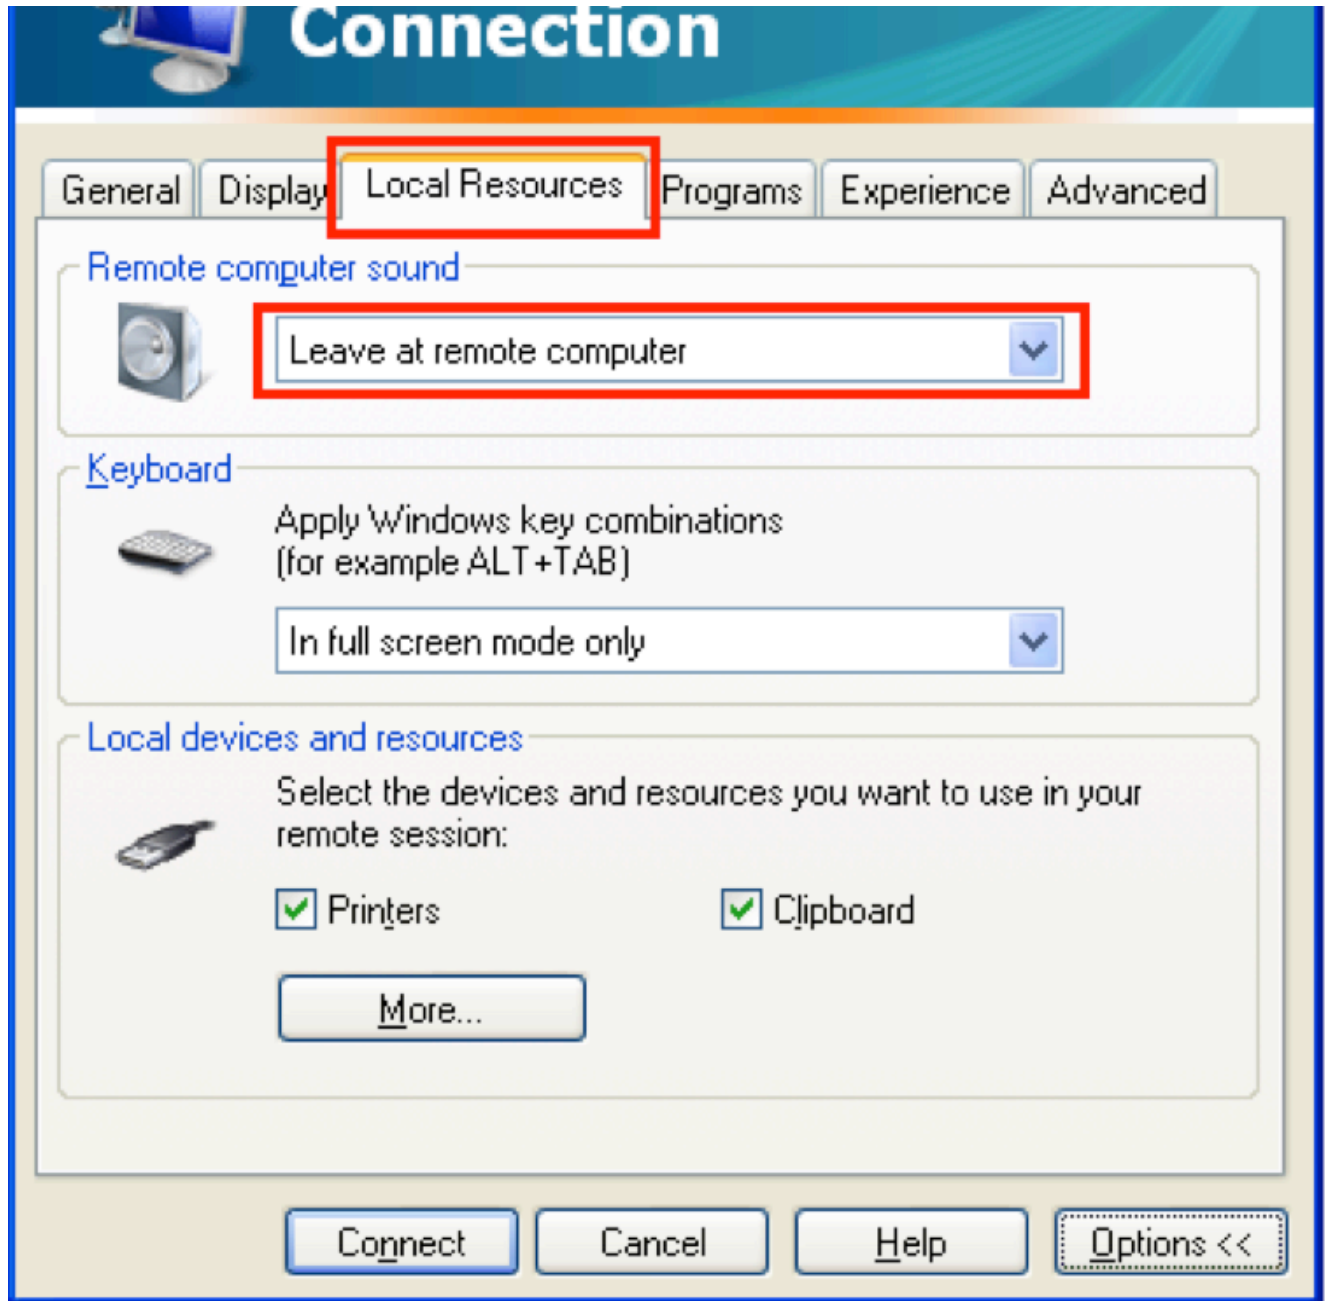 Connection
General Display Local Resources Programs Experience Advanced
Remote computer sound
Leave at remote computer
Keyboard
Apply Windows key combinations
(for example ALT+TAB)
In full screen mode only
Local devices and resources
Select the devices and resources you want to use in your
remote session:
Printers Clipboard
More...
Connect Cancel Help Options <<